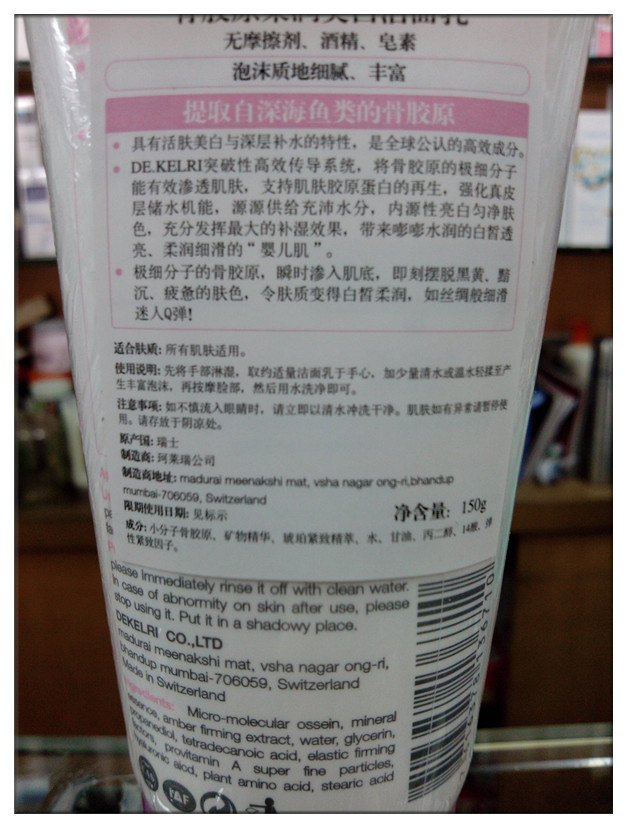 骨胶原柔润美白洁面乳
无摩擦剂、酒精、皂素
泡沫质地细腻、丰富
提取自深海鱼类的骨胶原
具有活肤美白与深层补水的特性，是全球公认的高效成分。
DE.KELRI突破性高效传导系统，将骨胶原的极细分子
能有效渗透肌肤，支持肌肤胶原蛋白的再生，强化真皮
层储水机能，源源供给充沛水分，内源性亮白匀净肤
色，充分发挥最大的补湿效果，带来嘭嘭水润的白皙透
亮、柔润细滑的“婴儿肌”。
极细分子的骨胶原，瞬时渗入肌底，即刻摆脱黑黄、黯
沉、疲惫的肤色，令肤质变得白皙柔润，如丝绸般细滑
迷人Q弹!
适合肤质: 所有肌肤适用。
使用说明: 先将手部淋湿，取约适量洁面乳于手心，加少量清水或温水轻揉至产
生丰富泡沫，再按摩脸部，然后用水洗净即可。
注意事项: 如不慎流入眼睛时，请立即以清水冲洗干净。肌肤如有异常请暂停使
用。请存放于阴凉处。
原产国: 瑞士
制造商: 珂莱瑞公司
制造商地址: madurai meenakshi mat, vsha nagar ong-ri,bhandup
mumbai-706059, Switzerland
限期使用日期: 见标示
净含量: 150g
成分: 小分子骨胶原、矿物精华、琥珀紧致精萃、水、甘油、丙二醇、14酸、弹
性紧致因子。
please Immediately rinse it off with clean water.
In case of abnormity on skin after use, please
stop using it. Put it in a shadowy place.
DEKELRI CO.,LTD
madurai meenakshi mat, vsha nagar ong-ri,
bhandup mumbai-706059, Switzerland
Made in Switzerland
Ingredients: Micro-molecular ossein, mineral
essence, amber firming extract, water, glycerin,
propanediol, tetradecanoic acid, elastic firming
factors, provitamin A super fine particles,
hyaluronic aicd, plant amino acid, stearic acid